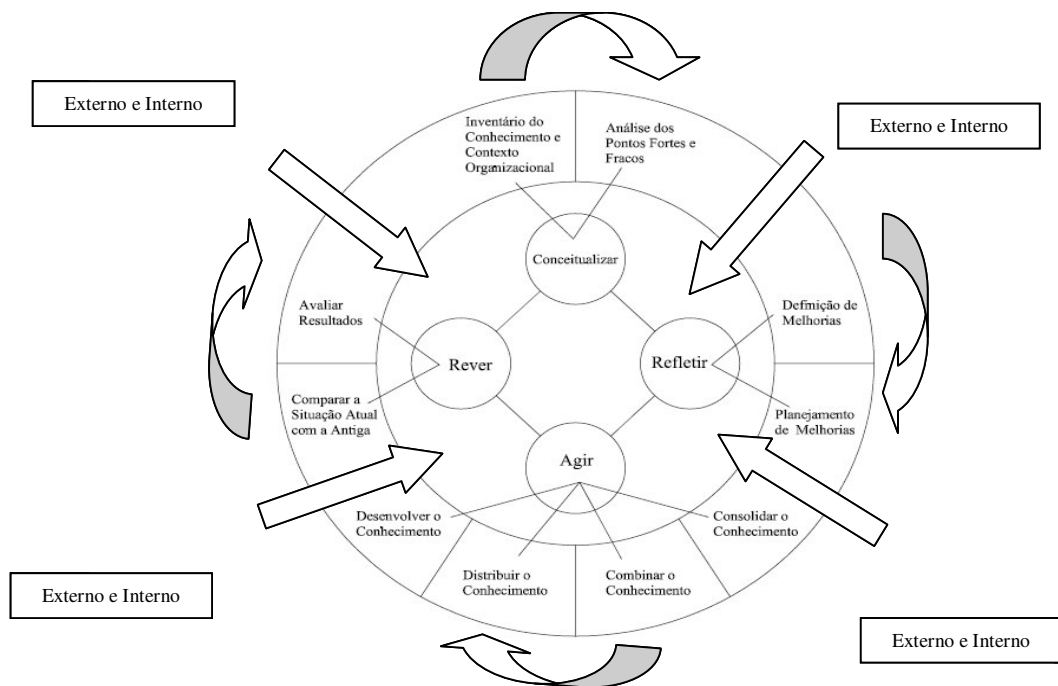 Externo e Interno
Externo e Interno
Inventário do
Conhecimento e
Contexto
Organizacional
Análise dos
Pontos Fortes e
Fracos
Conceitualizar
Avaliar
Resultados
Definição de
Melhorias
Rever
Refletir
Comparar a
Situação Atual
com a Antiga
Planejamento
de Melhorias
Agir
Desenvolver o
Conhecimento
Consolidar o
Conhecimento
Distribuir o
Conhecimento
Combinar o
Conhecimento
Externo e Interno
Externo e Interno